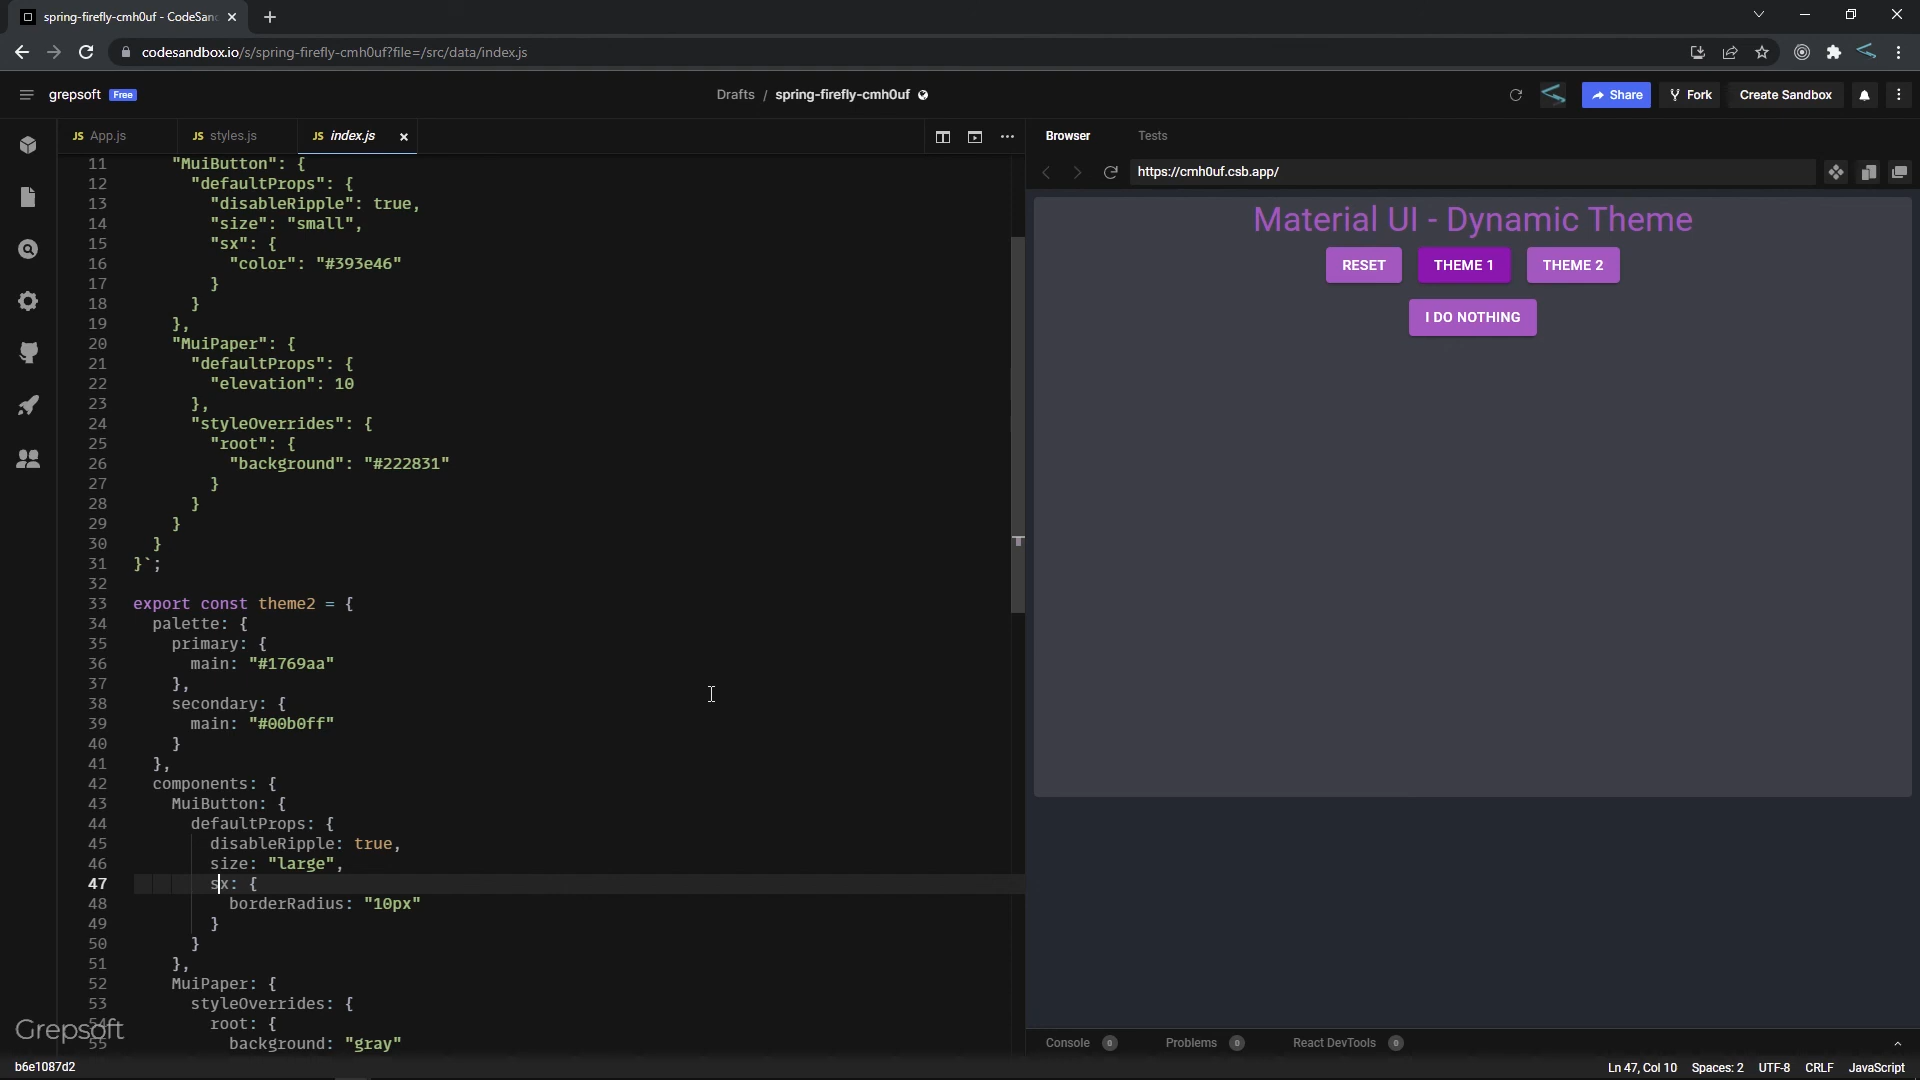 spring-firefly-cmh0uf - CodeSan
codesandbox.io/s/spring-firefly-cmh0uf?file=/src/data/index.js
grepsoft Free
Drafts / spring-firefly-cmh0uf
Share Fork Create Sandbox
JS App.js JS styles.js JS index.js
Browser Tests
https://cmh0uf.csb.app/
11 "MuiButton": {
12 "defaultProps": {
13 "disableRipple": true,
14 "size": "small",
15 "sx": {
16 "color": "#393e46"
17 }
18 }
19 },
20 "MuiPaper": {
21 "defaultProps": {
22 "elevation": 10
23 },
24 "styleOverrides": {
25 "root": {
26 "background": "#222831"
27 }
28 }
29 }
30 }
31 }`;
32
33 export const theme2 = {
34 palette: {
35 primary: {
36 main: "#1769aa"
37 },
38 secondary: {
39 main: "#00b0ff"
40 }
41 },
42 components: {
43 MuiButton: {
44 defaultProps: {
45 disableRipple: true,
46 size: "large",
47 sx: {
48 borderRadius: "10px"
49 }
50 }
51 },
52 MuiPaper: {
53 styleOverrides: {
54 root: {
55 background: "gray"
Grepsoft
Material UI - Dynamic Theme
RESET THEME 1 THEME 2
I DO NOTHING
Console 0 Problems 0 React DevTools 0
b6e1087d2
Ln 47, Col 10 Spaces: 2 UTF-8 CRLF JavaScript